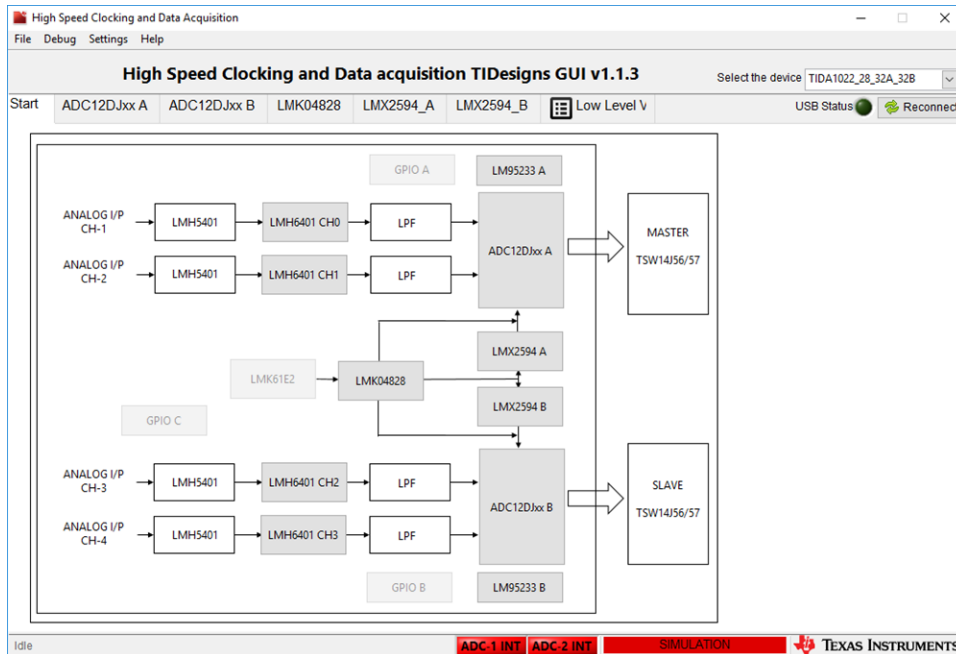 High Speed Clocking and Data Acquisition
File Debug Settings Help
High Speed Clocking and Data acquisition TIDesigns GUI v1.1.3
Select the device TIDA1022_28_32A_32B
Start ADC12DJxx A ADC12DJxx B LMK04828 LMX2594_A LMX2594_B Low Level V
USB Status Reconnect
GPIO A LM95233 A
ANALOG I/P
CH-1
LMH5401 LMH6401 CH0 LPF
ADC12DJxx A
MASTER
TSW14J56/57
ANALOG I/P
CH-2
LMH5401 LMH6401 CH1 LPF
LMX2594 A
LMK61E2 LMK04828
LMX2594 B
GPIO C
ANALOG I/P
CH-3
LMH5401 LMH6401 CH2 LPF
ADC12DJxx B
SLAVE
TSW14J56/57
ANALOG I/P
CH-4
LMH5401 LMH6401 CH3 LPF
GPIO B LM95233 B
Idle ADC-1 INT ADC-2 INT SIMULATION TEXAS INSTRUMENTS